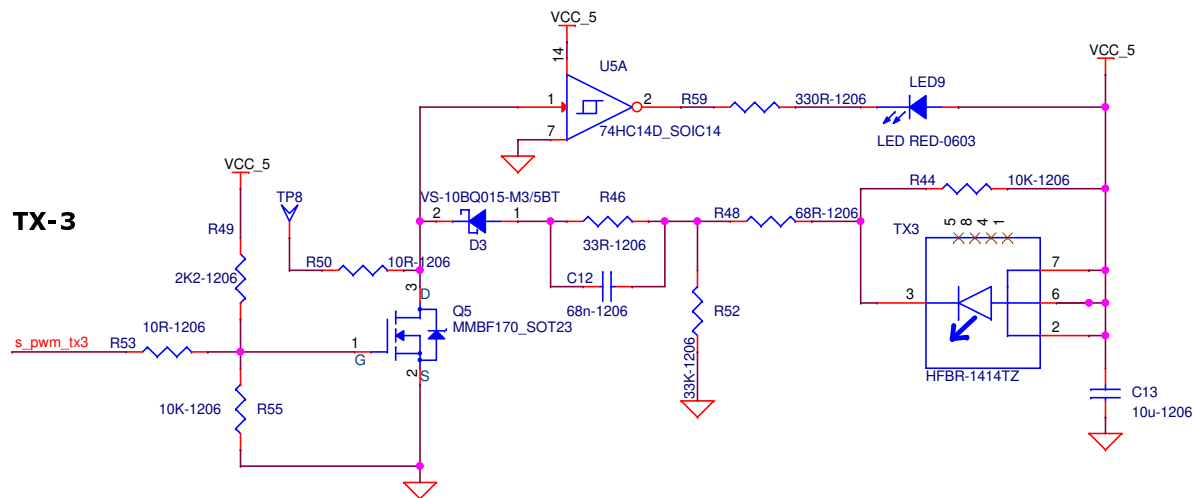 VCC_5
14
U5A
1
2
7
74HC14D_SOIC14
R59
330R-1206
LED9
LED RED-0603
VCC_5
VCC_5
TP8
TX-3
R49
2K2-1206
R50
10R-1206
VS-10BQ015-M3/5BT
2
1
D3
R46
33R-1206
C12
68n-1206
R48
68R-1206
R44
10K-1206
TX3
5
8
4
1
7
3
6
2
HFBR-1414TZ
R52
33K-1206
3
D
Q5
MMBF170_SOT23
1
G
2
S
s_pwm_tx3
R53
10R-1206
10K-1206
R55
C13
10u-1206